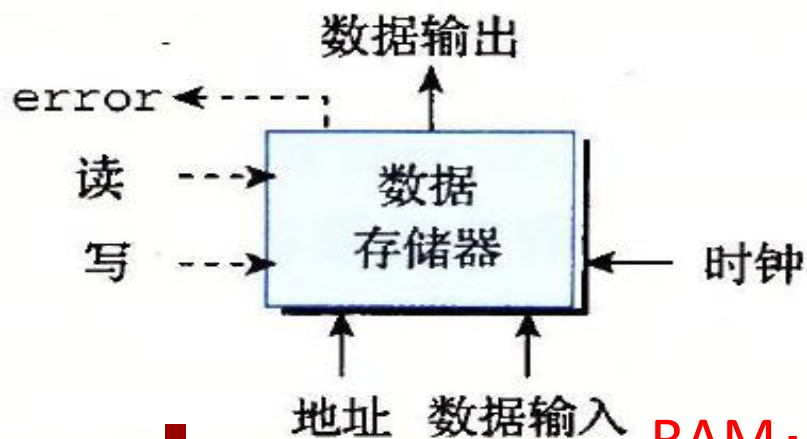 数据输出
error
读
数据
写
存储器
时钟
地址 数据输入